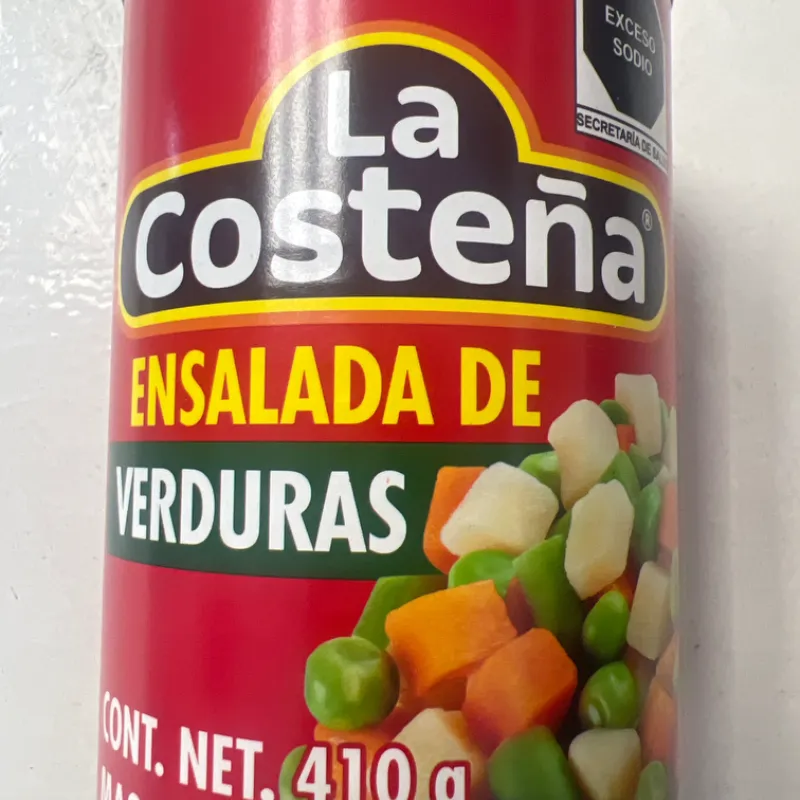 EXCESO
SODIO
SECRETARÍA DE
La
Costeña®
ENSALADA DE
VERDURAS
CONT. NET. 410 g